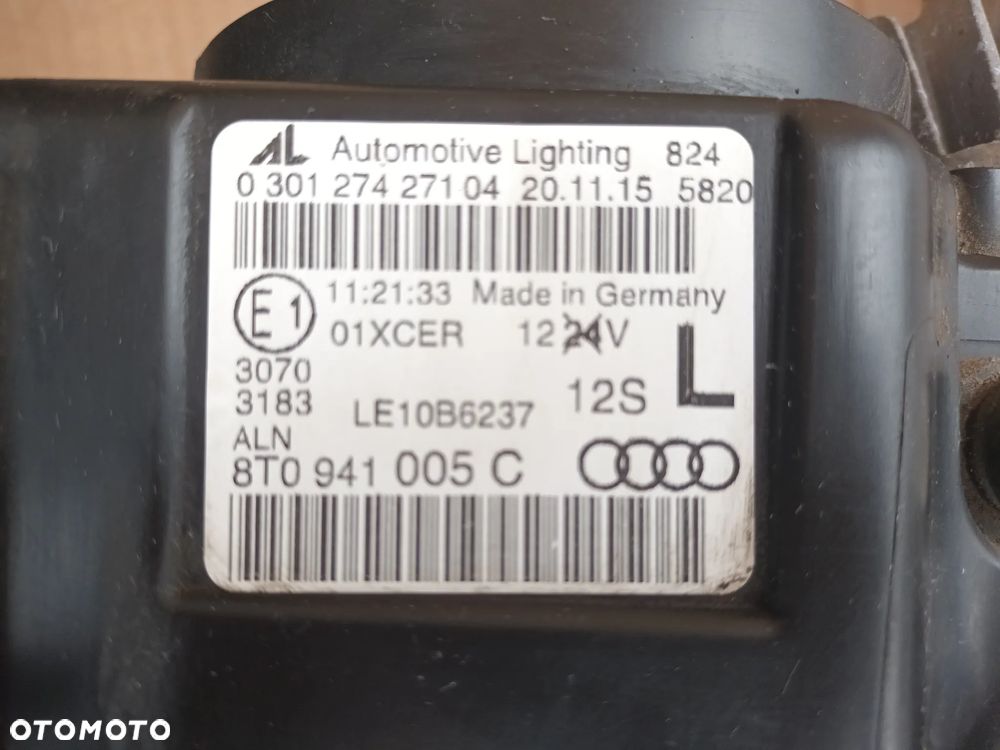 AL Automotive Lighting 824
0 301 274 271 04 20.11.15 5820
E1 11:21:33 Made in Germany
01XCER 12 24 V
3070
3183 LE10B6237 12S L
ALN
8T0 941 005 C
OTOMOTO